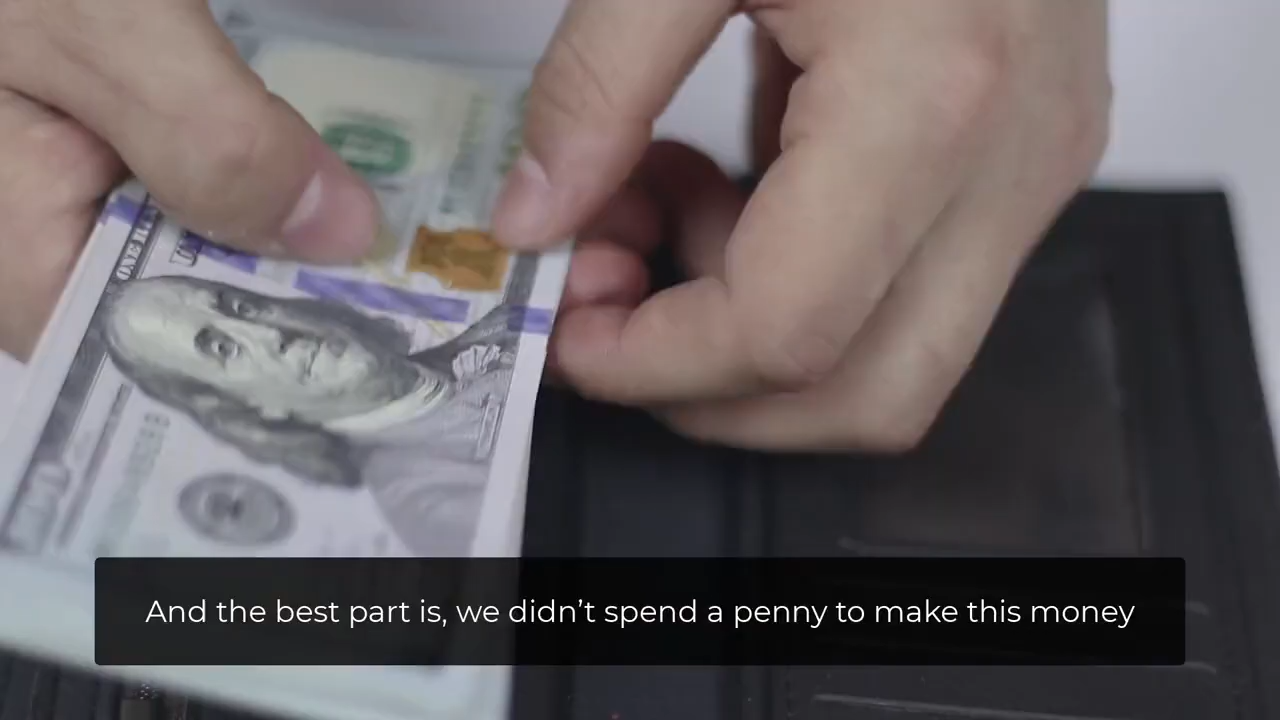 And the best part is, we didn't spend a penny to make this money